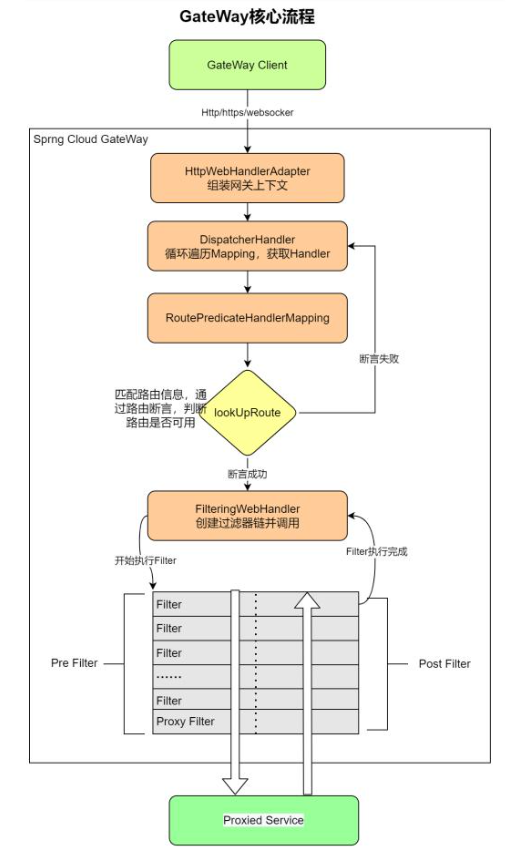 GateWay核心流程
GateWay Client
Http/https/websocker
Sprng Cloud GateWay
HttpWebHandlerAdapter
组装网关上下文
DispatcherHandler
循环遍历Mapping，获取Handler
RoutePredicateHandlerMapping
断言失败
匹配路由信息，通
过路由断言，判断
路由是否可用
lookUpRoute
断言成功
FilteringWebHandler
创建过滤器链并调用
Filter执行完成
开始执行Filter
Filter
Filter
Filter
······
Filter
Proxy Filter
Pre Filter
Post Filter
Proxied Service